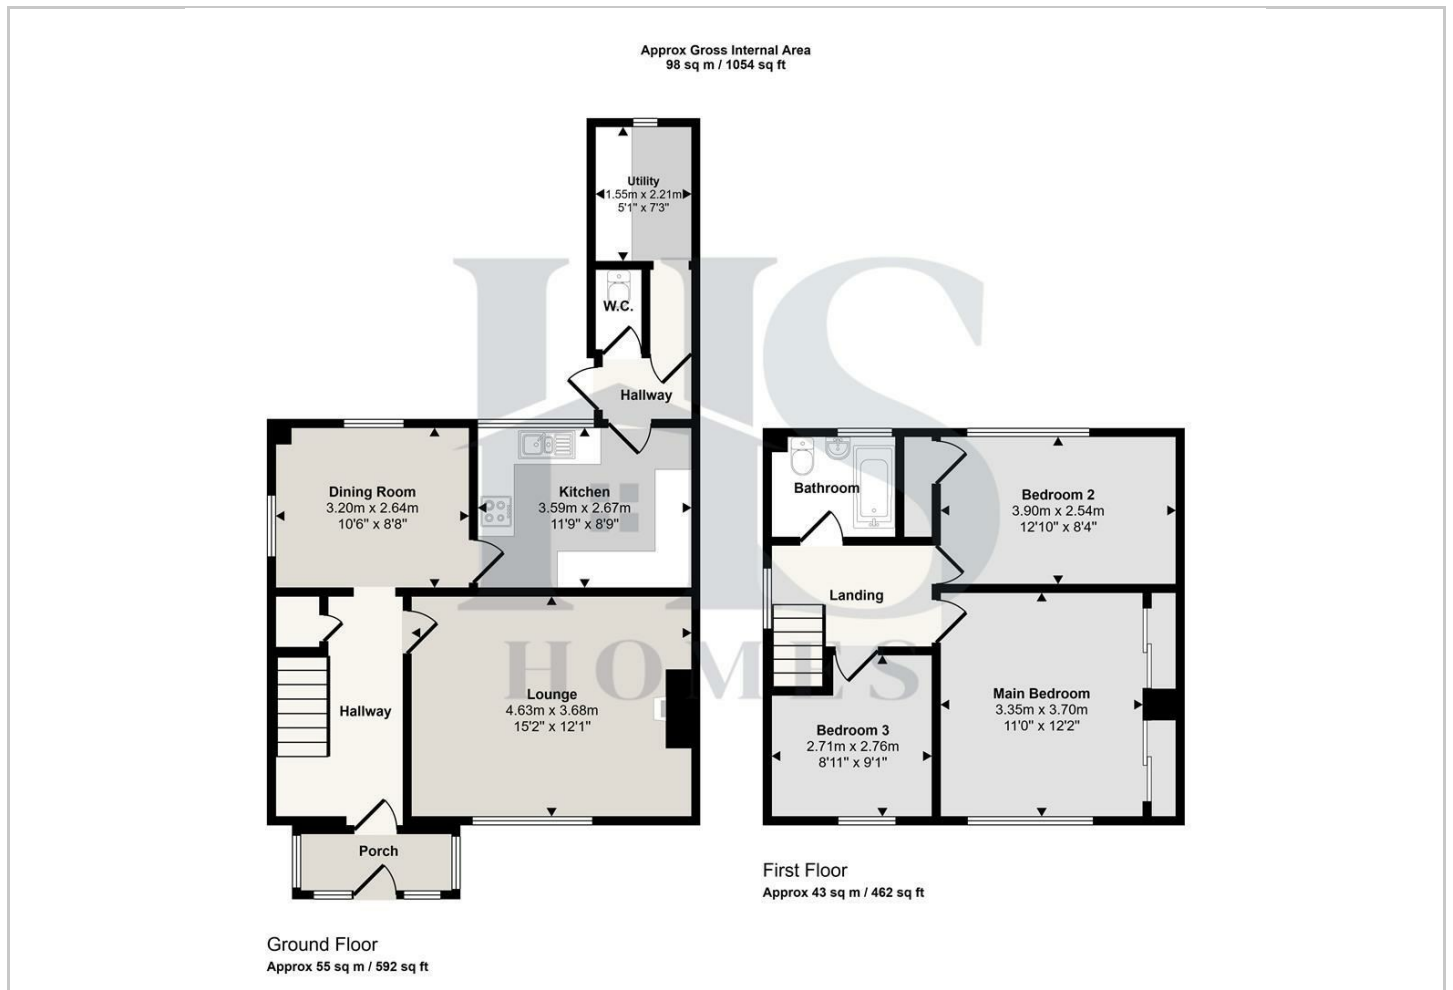 Approx Gross Internal Area
98 sq m / 1054 sq ft
Utility
1.55m x 2.21m
5'1" x 7'3"
W.C.
Hallway
Dining Room
3.20m x 2.64m
10'6" x 8'8"
Kitchen
3.59m x 2.67m
11'9" x 8'9"
Lounge
4.63m x 3.68m
15'2" x 12'1"
Hallway
Porch
Ground Floor
Approx 55 sq m / 592 sq ft
Bathroom
Bedroom 2
3.90m x 2.54m
12'10" x 8'4"
Landing
Main Bedroom
3.35m x 3.70m
11'0" x 12'2"
Bedroom 3
2.71m x 2.76m
8'11" x 9'1"
First Floor
Approx 43 sq m / 462 sq ft
HS
HOMES